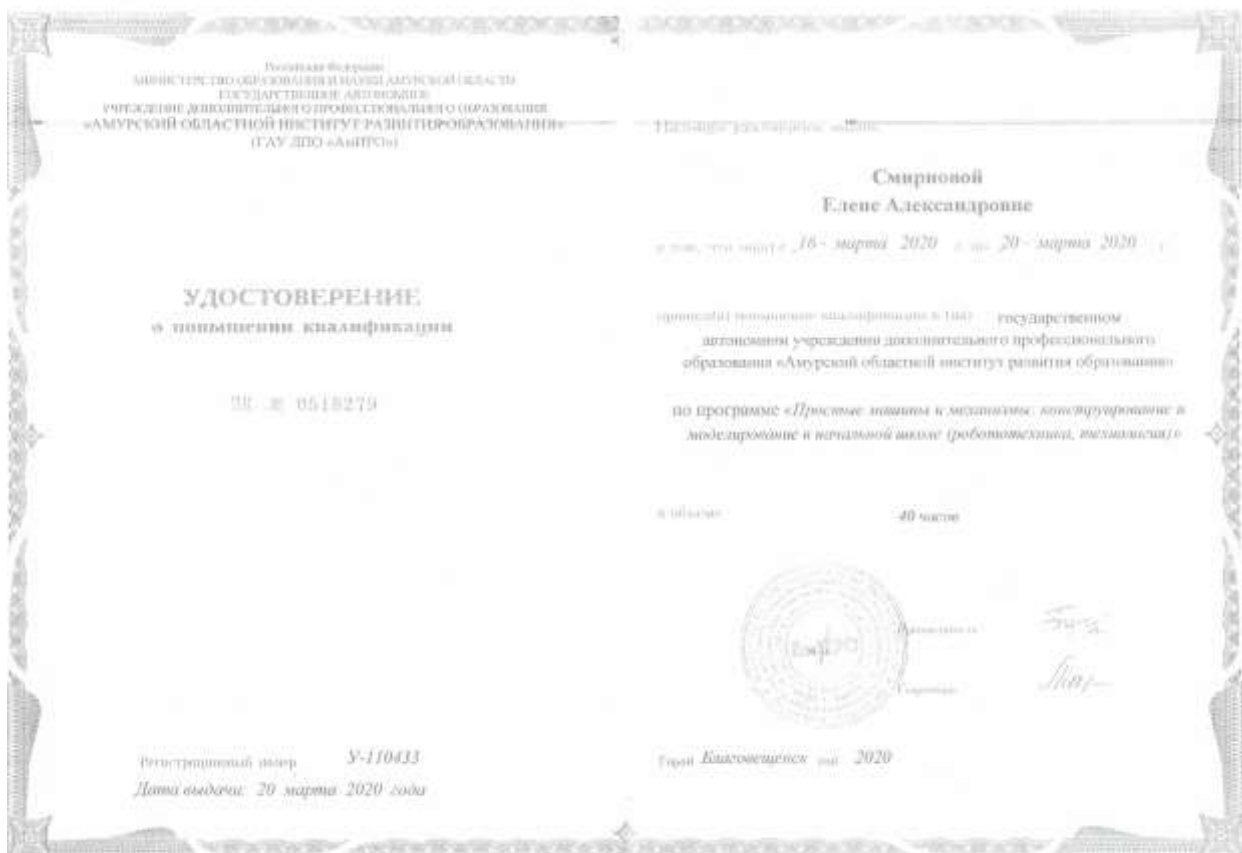 Российская Федерация
МИНИСТЕРСТВО ОБРАЗОВАНИЯ И НАУКИ АМУРСКОЙ ОБЛАСТИ
ГОСУДАРСТВЕННОЕ АВТОНОМНОЕ
УЧРЕЖДЕНИЕ ДОПОЛНИТЕЛЬНОГО ПРОФЕССИОНАЛЬНОГО ОБРАЗОВАНИЯ
«АМУРСКИЙ ОБЛАСТНОЙ ИНСТИТУТ РАЗВИТИЯ ОБРАЗОВАНИЯ»
(ГАУ ДПО «АмИРО»)
УДОСТОВЕРЕНИЕ
о повышении квалификации
ПК № 0518279
Регистрационный номер У-110433
Дата выдачи: 20 марта 2020 года
Настоящее удостоверение выдано
Смирновой
Елене Александровне
в том, что он(а) с 16 - марта 2020 г. по 20 - марта 2020 г.
прошел(а) повышение квалификации в (на) государственном
автономном учреждении дополнительного профессионального
образования «Амурский областной институт развития образования»
по программе «Простые машины и механизмы: конструирование и
моделирование в начальной школе (робототехника, технология)»
в объеме 40 часов
Руководитель
Секретарь
Город Благовещенск год 2020